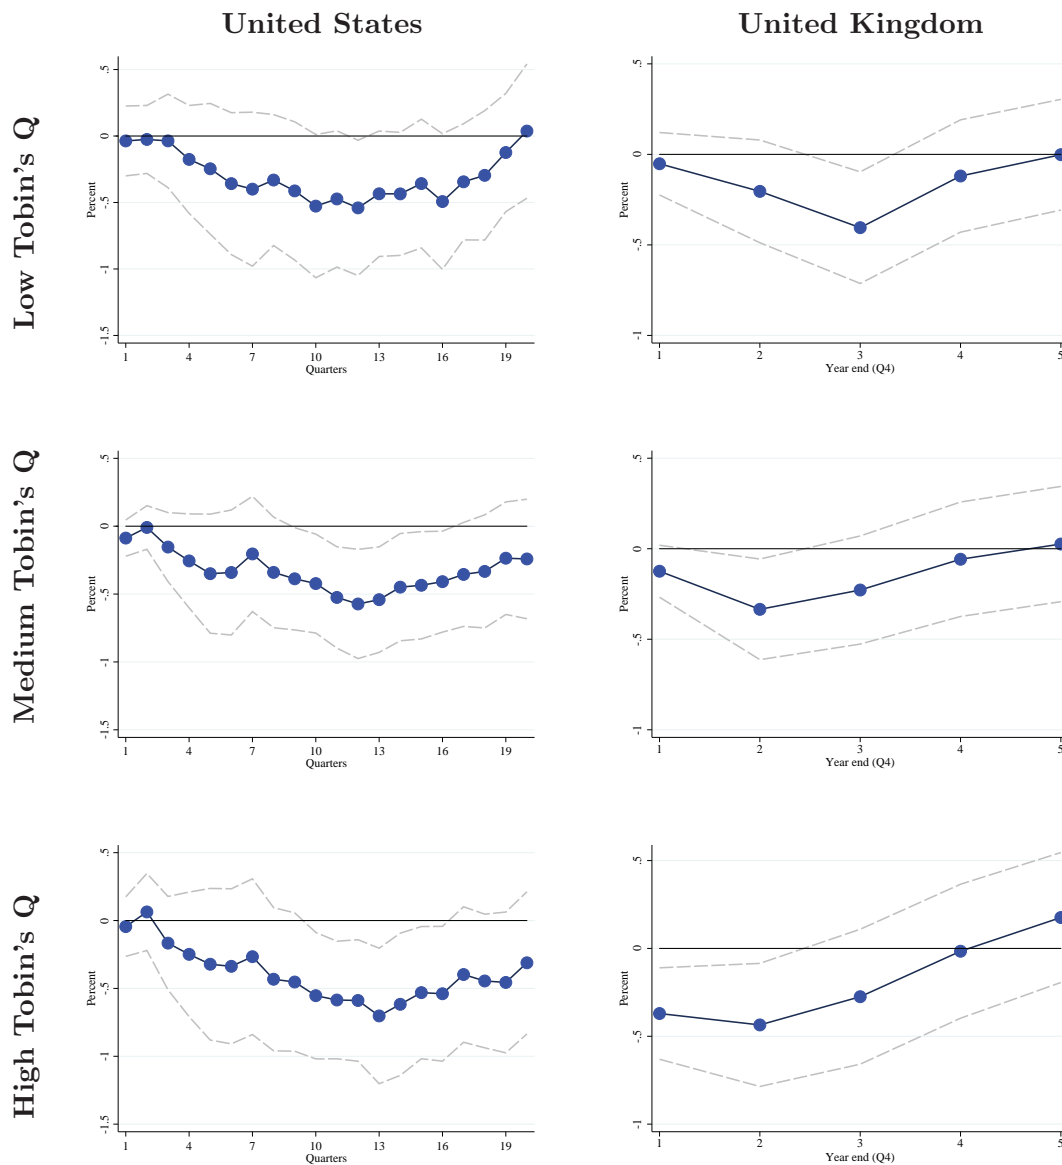 United States
United Kingdom
Low Tobin's Q
Percent
.5
0
-.5
-1
-1.5
1 4 7 10 13 16 19
Quarters
Percent
.5
0
-.5
-1
1 2 3 4 5
Year end (Q4)
Medium Tobin's Q
Percent
.5
0
-.5
-1
-1.5
1 4 7 10 13 16 19
Quarters
Percent
.5
0
-.5
-1
1 2 3 4 5
Year end (Q4)
High Tobin's Q
Percent
.5
0
-.5
-1
-1.5
1 4 7 10 13 16 19
Quarters
Percent
.5
0
-.5
-1
1 2 3 4 5
Year end (Q4)